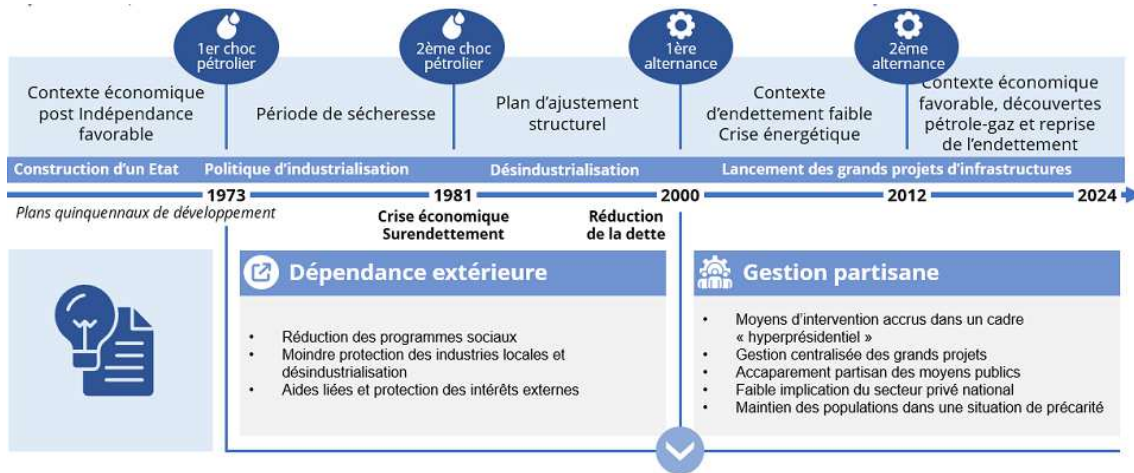 1er choc
pétrolier
2ème choc
pétrolier
1ère
alternance
2ème
alternance
Contexte économique
post Indépendance
favorable
Période de sécheresse
Plan d’ajustement
structurel
Contexte
d’endettement faible
Crise énergétique
Contexte économique
favorable, découvertes
pétrole-gaz et reprise
de l’endettement
Construction d’un Etat
Politique d’industrialisation
Désindustrialisation
Lancement des grands projets d’infrastructures
1973
1981
2000
2012
2024
Plans quinquennaux de développement
Crise économique
Surendettement
Réduction
de la dette
Dépendance extérieure
• Réduction des programmes sociaux
• Moindre protection des industries locales et
désindustrialisation
• Aides liées et protection des intérêts externes
Gestion partisane
• Moyens d’intervention accrus dans un cadre
« hyperprésidentiel »
• Gestion centralisée des grands projets
• Accaparement partisan des moyens publics
• Faible implication du secteur privé national
• Maintien des populations dans une situation de précarité